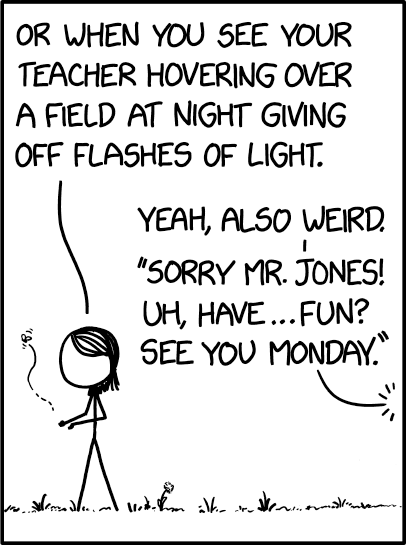 OR WHEN YOU SEE YOUR
TEACHER HOVERING OVER
A FIELD AT NIGHT GIVING
OFF FLASHES OF LIGHT.
YEAH, ALSO WEIRD.
"SORRY MR. JONES!
UH, HAVE...FUN?
SEE YOU MONDAY."